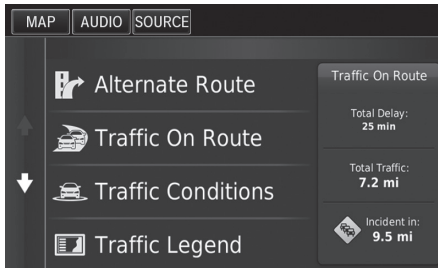 MAP AUDIO SOURCE
Alternate Route
Traffic On Route
Traffic Conditions
Traffic Legend
Traffic On Route
Total Delay:
25 min
Total Traffic:
7.2 mi
Incident in:
9.5 mi